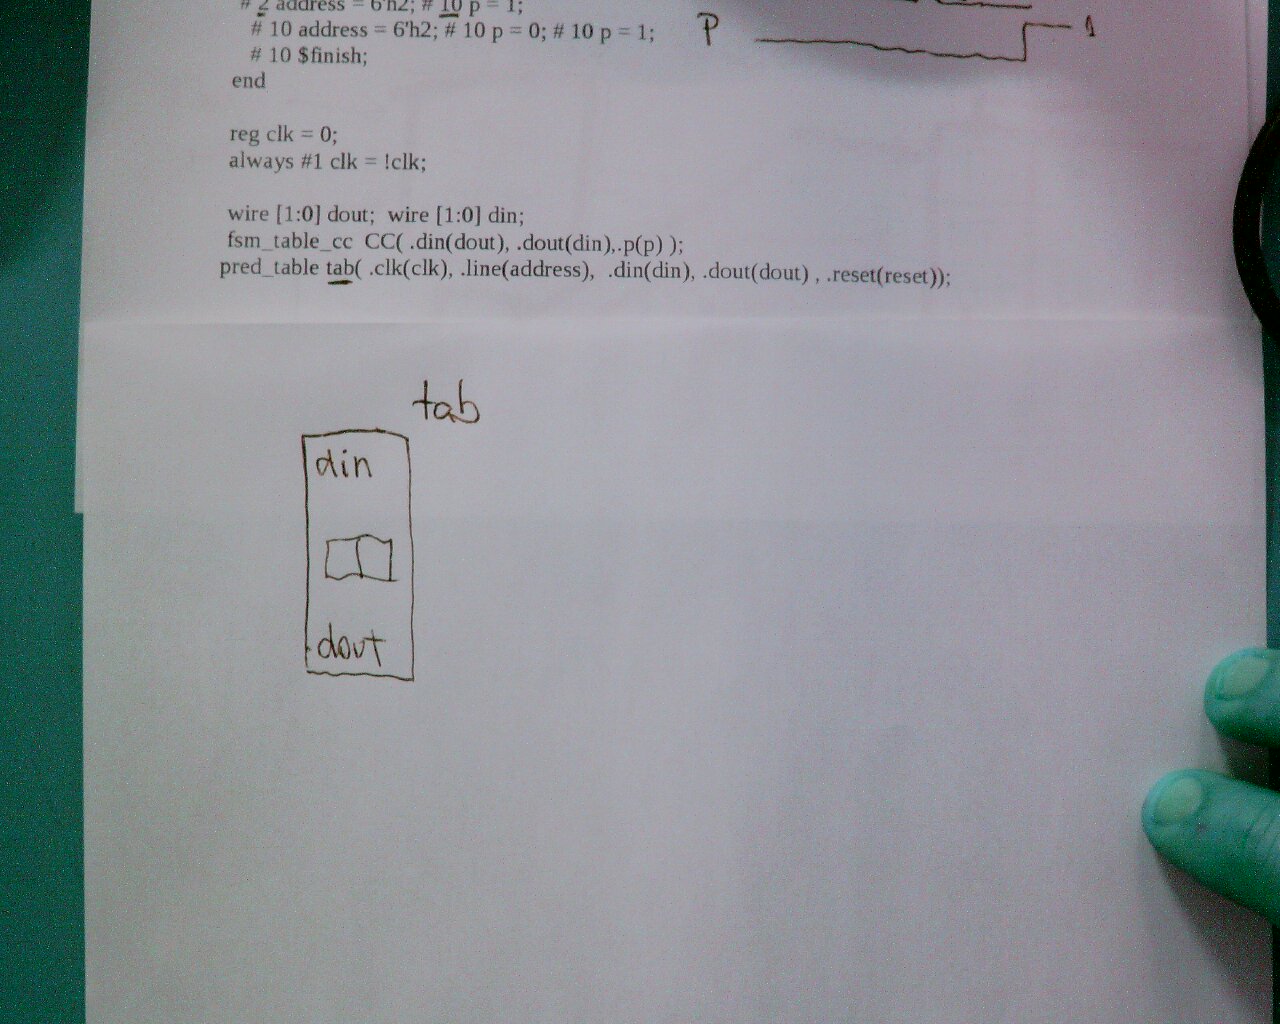 # 2 address = 6'h2; # 10 p = 1;
# 10 address = 6'h2; # 10 p = 0; # 10 p = 1;
# 10 $finish;
end
P
1
reg clk = 0;
always #1 clk = !clk;
wire [1:0] dout; wire [1:0] din;
fsm_table_cc CC( .din(dout), .dout(din),.p(p) );
pred_table tab( .clk(clk), .line(address), .din(din), .dout(dout) , .reset(reset));
tab
din
dout